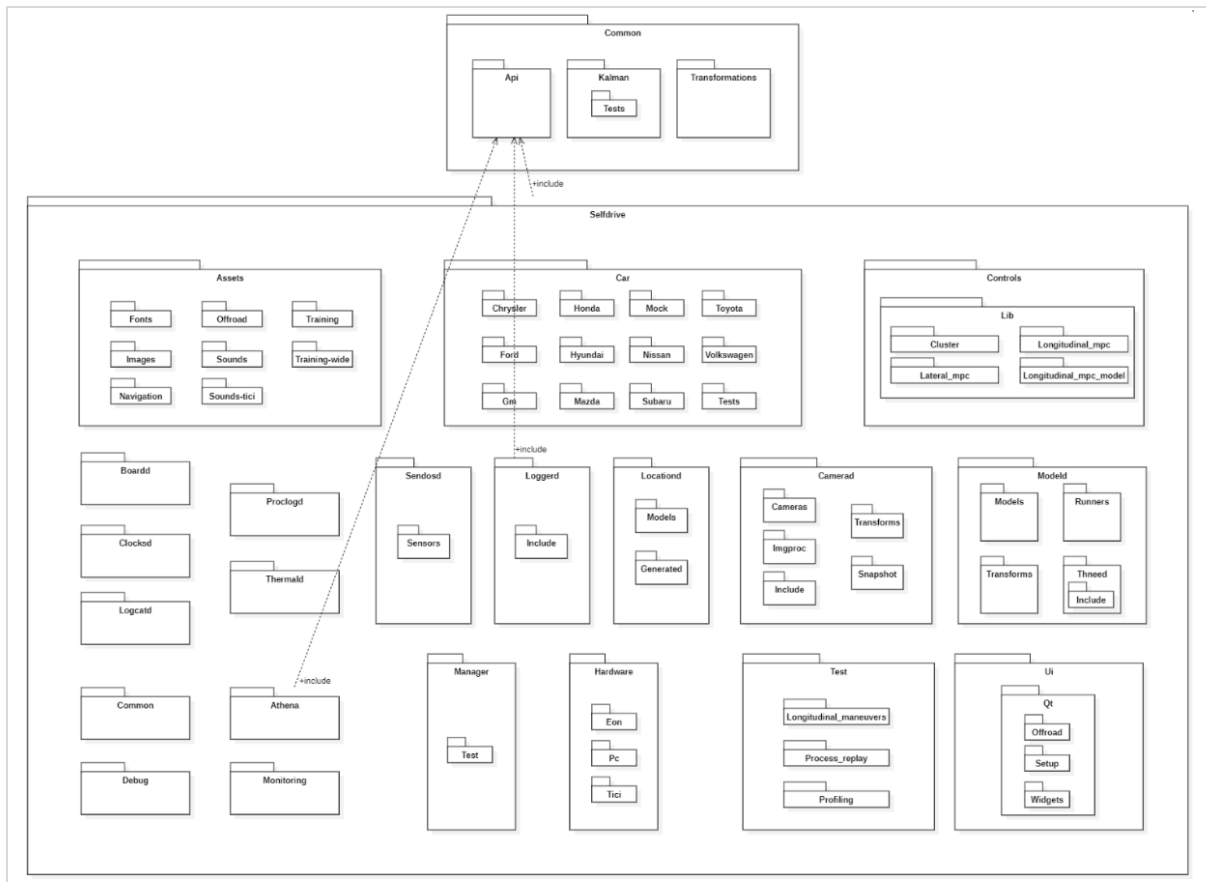 Common
Api
Kalman
Transformations
Tests
+include
Selfdrive
Assets
Fonts
Offroad
Training
Images
Sounds
Training-wide
Navigation
Sounds-tici
Car
Chrysler
Honda
Mock
Toyota
Ford
Hyundai
Nissan
Volkswagen
Gm
Mazda
Subaru
Tests
Controls
Lib
Cluster
Longitudinal_mpc
Lateral_mpc
Longitudinal_mpc_model
+include
Boardd
Proclogd
Clocksd
Thermald
Logcatd
Sendosd
Sensors
Loggerd
Include
Locationd
Models
Generated
Camerad
Cameras
Transforms
Imgproc
Snapshot
Include
Modeld
Models
Runners
Transforms
Thneed
Include
+include
Common
Athena
Debug
Monitoring
Manager
Test
Hardware
Eon
Pc
Tici
Test
Longitudinal_maneuvers
Process_replay
Profiling
Ui
Qt
Offroad
Setup
Widgets